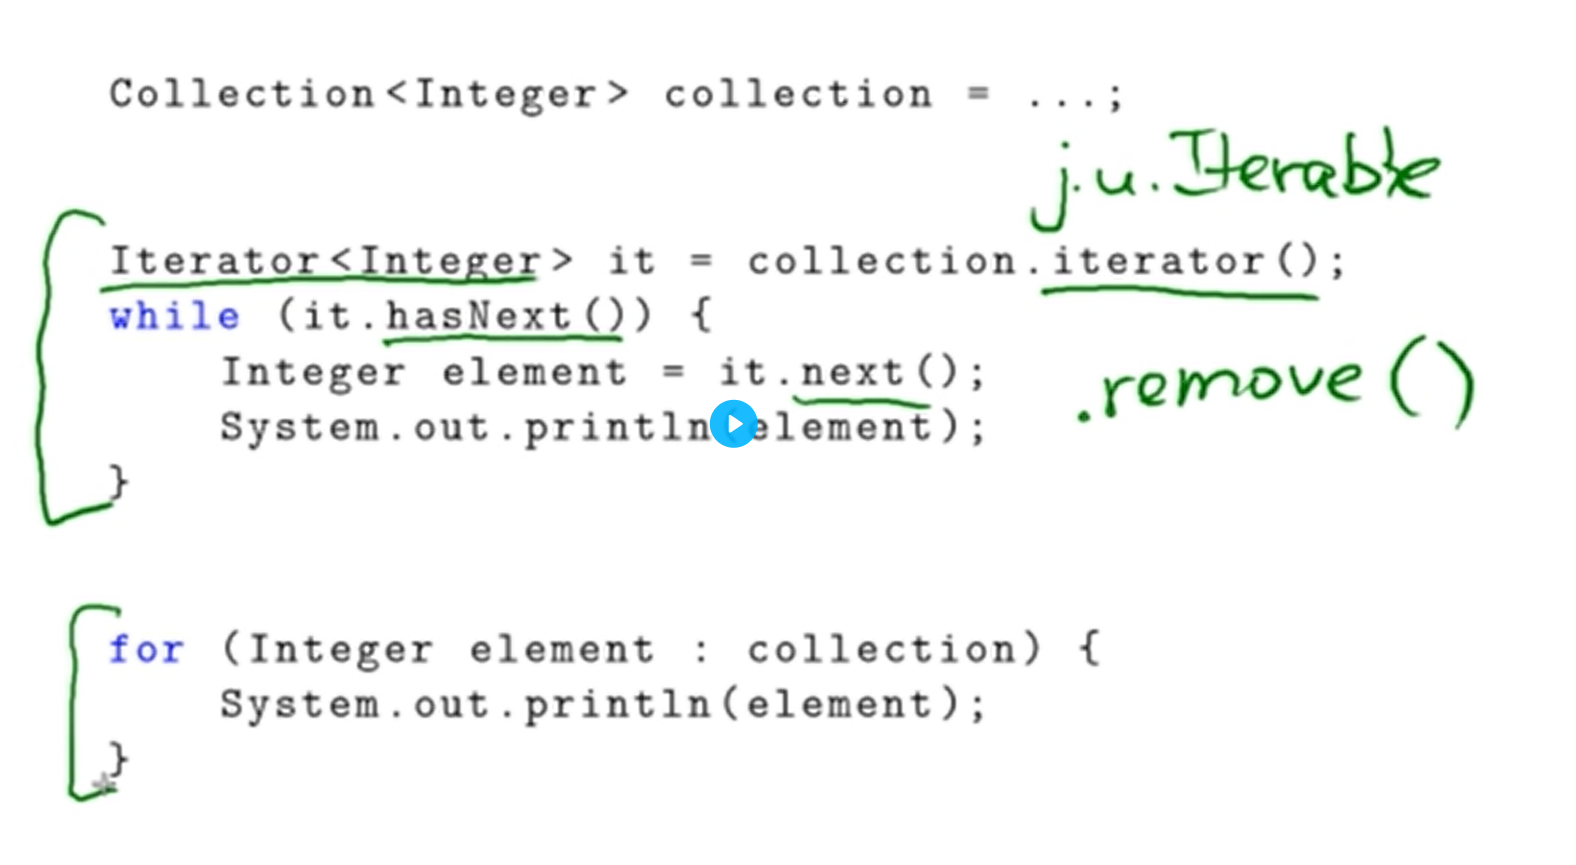 Collection<Integer> collection = ...;
j.u.Iterable
Iterator<Integer> it = collection.iterator();
while (it.hasNext()) {
Integer element = it.next();
.remove()
System.out.println(element);
}
for (Integer element : collection) {
System.out.println(element);
}